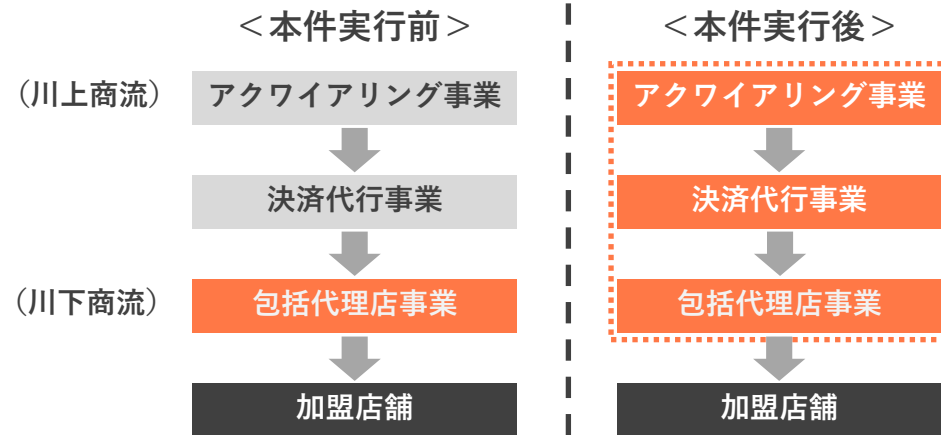 ＜本件実行前＞
(川上商流)
アクワイアリング事業
決済代行事業
(川下商流)
包括代理店事業
加盟店舗
＜本件実行後＞
アクワイアリング事業
決済代行事業
包括代理店事業
加盟店舗